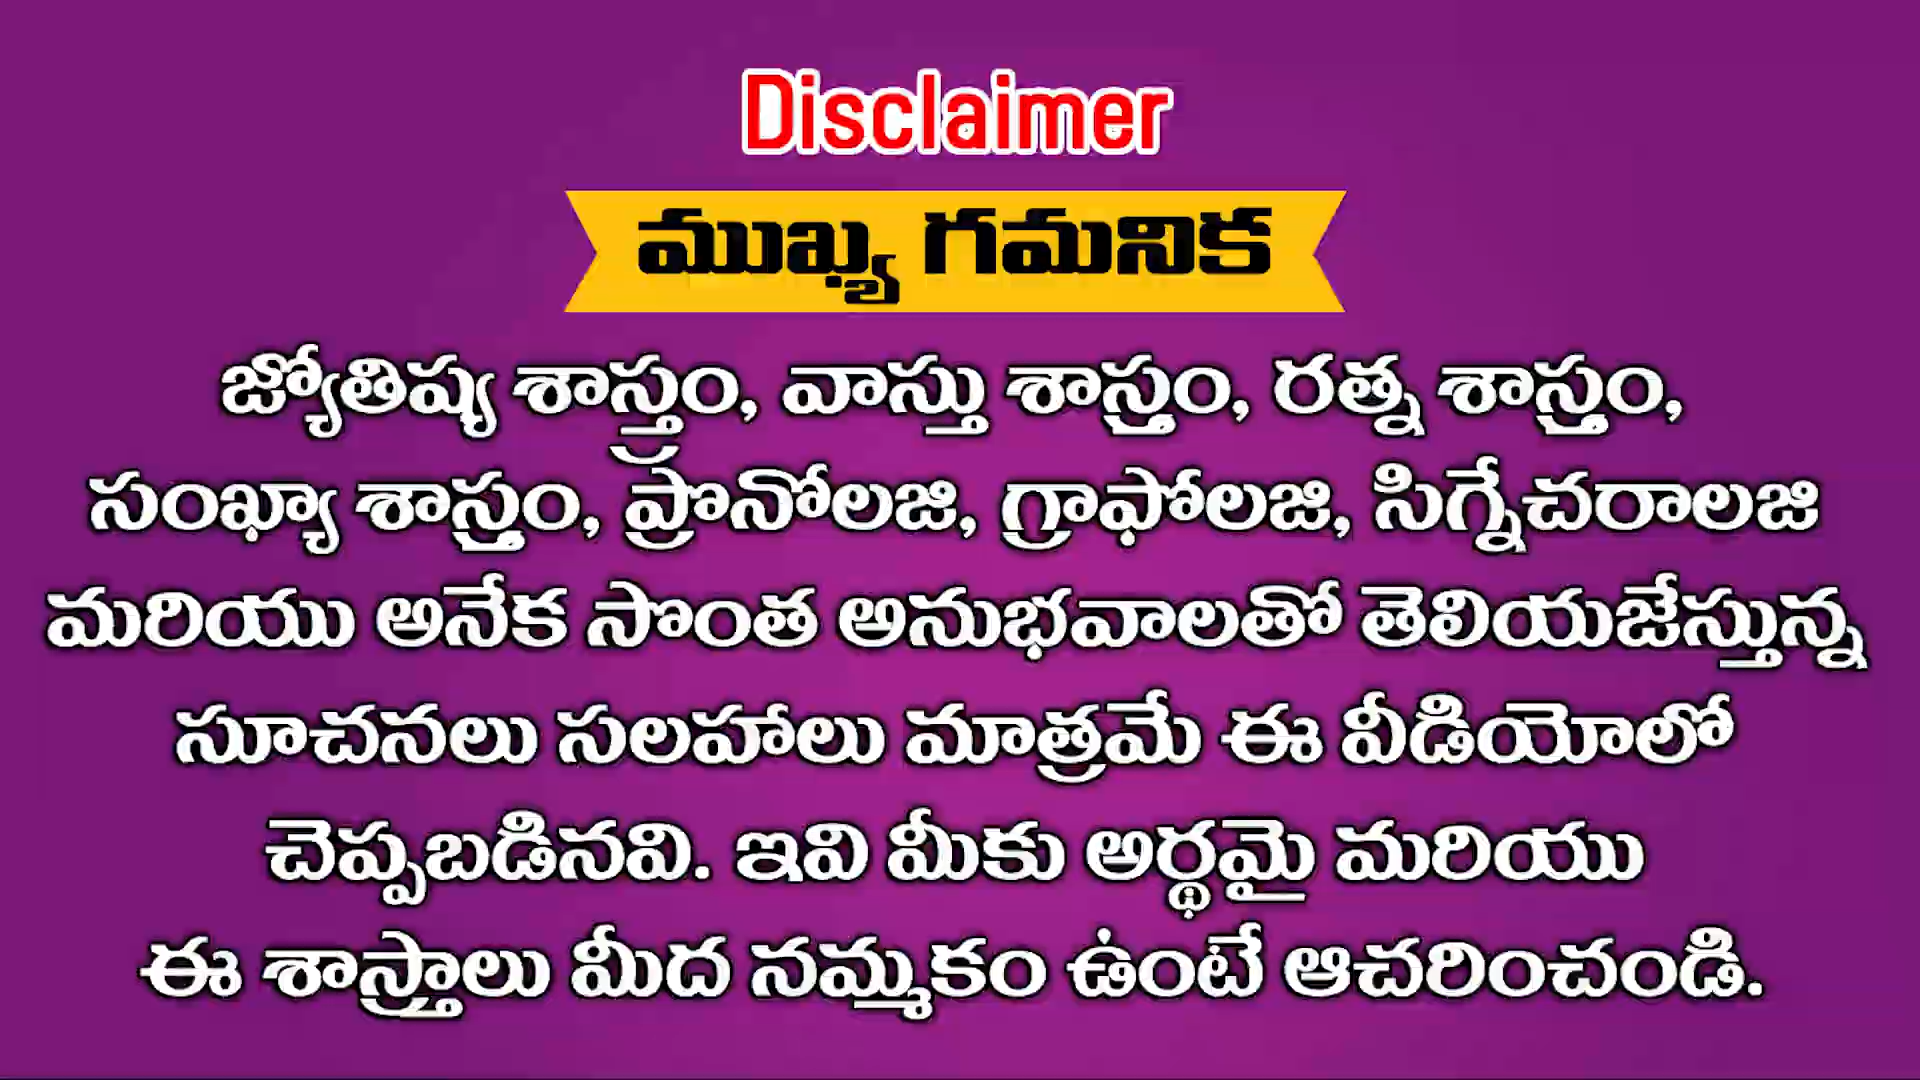 Disclaimer
ముఖ్య గమనిక
జ్యోతిష్య శాస్త్రం, వాస్తు శాస్త్రం, రత్న శాస్త్రం,
సంఖ్యా శాస్త్రం, ప్రొనోలజి, గ్రాఫోలజి, సిగ్నేచరాలజి
మరియు అనేక సొంత అనుభవాలతో తెలియజేస్తున్న
సూచనలు సలహాలు మాత్రమే ఈ వీడియోలో
చెప్పబడినవి. ఇవి మీకు అర్థమై మరియు
ఈ శాస్త్రాలు మీద నమ్మకం ఉంటే ఆచరించండి.